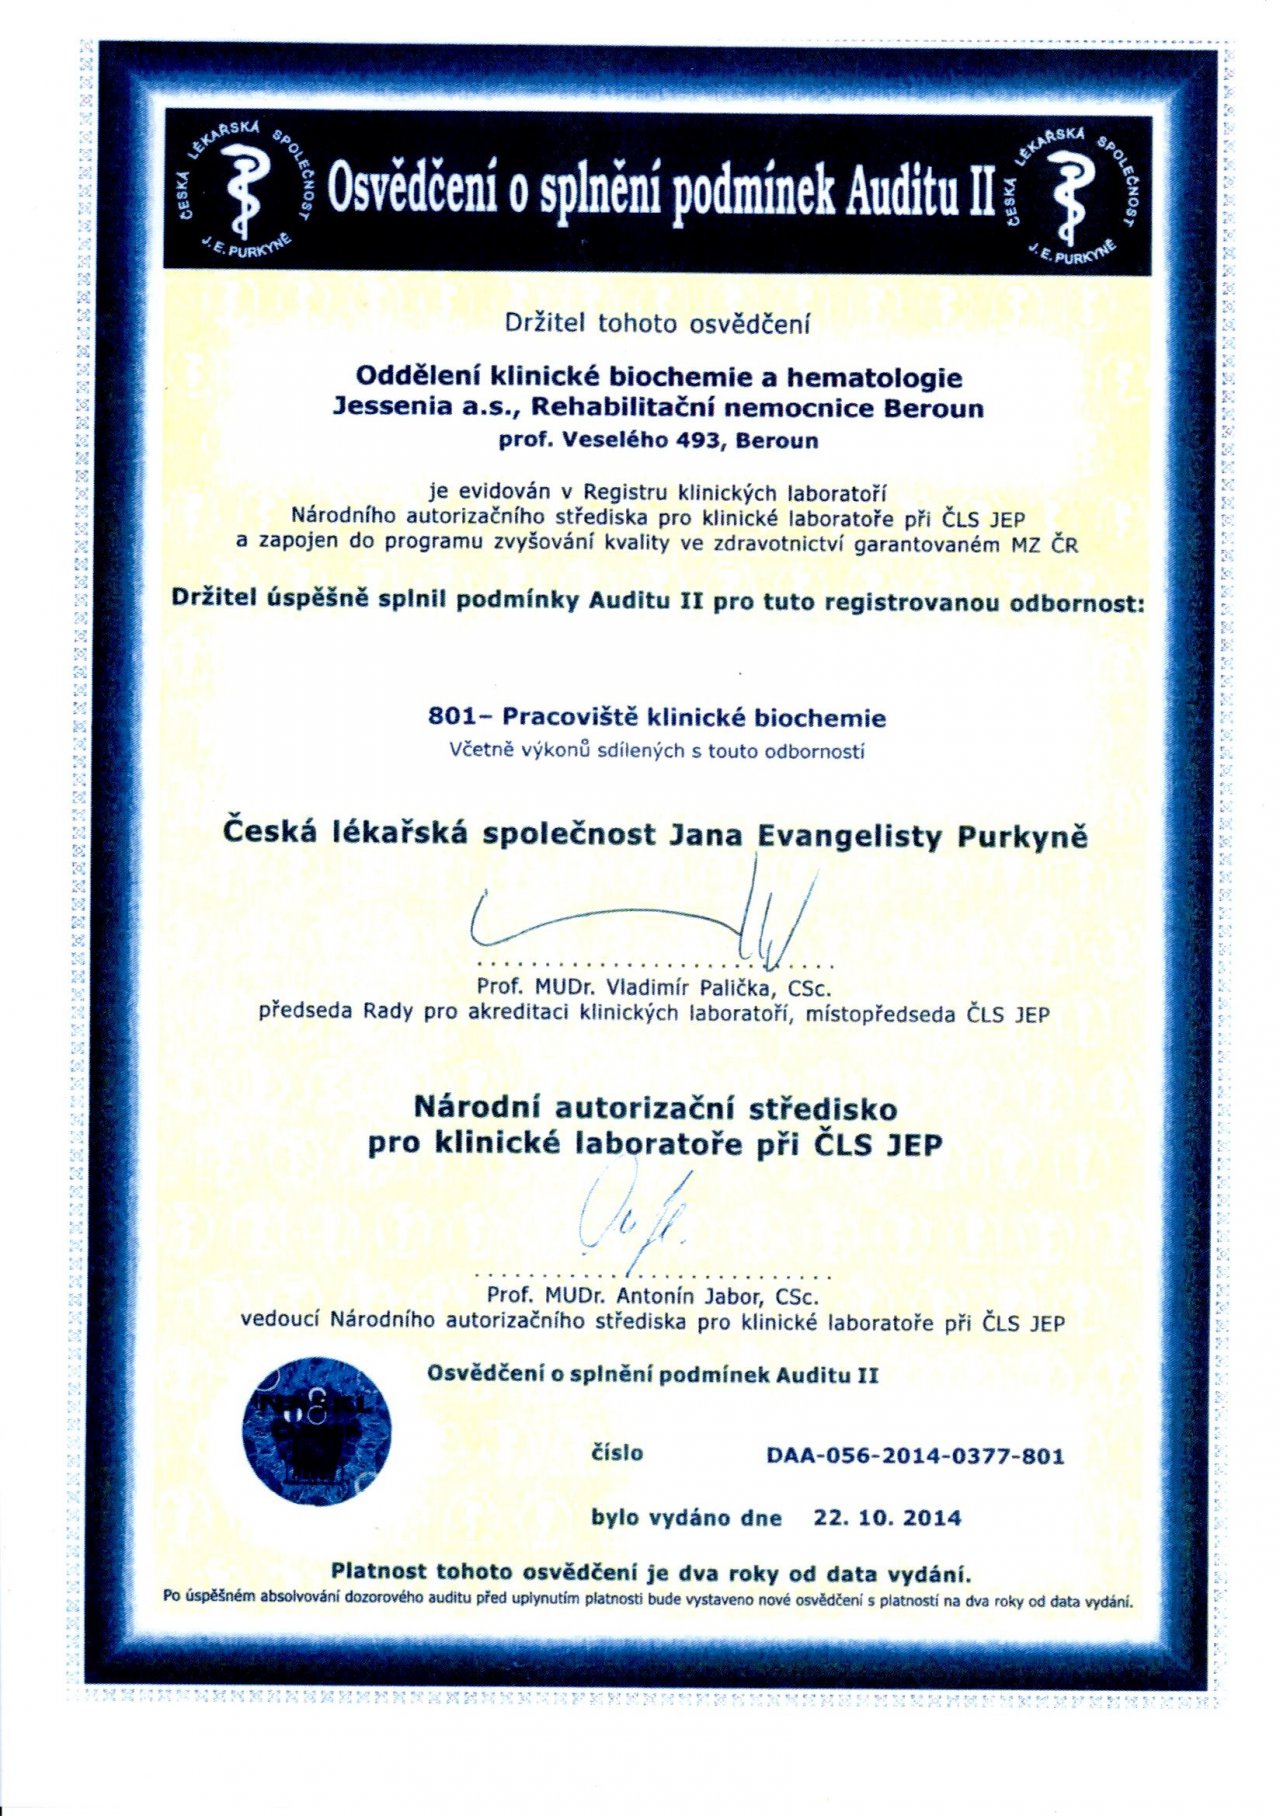 ČESKÁ LÉKAŘSKÁ SPOLEČNOST J. E. PURKYNĚ
Osvědčení o splnění podmínek Auditu II
ČESKÁ LÉKAŘSKÁ SPOLEČNOST J. E. PURKYNĚ
Držitel tohoto osvědčení
Oddělení klinické biochemie a hematologie
Jessenia a.s., Rehabilitační nemocnice Beroun
prof. Veselého 493, Beroun
je evidován v Registru klinických laboratoří
Národního autorizačního střediska pro klinické laboratoře při ČLS JEP
a zapojen do programu zvyšování kvality ve zdravotnictví garantovaném MZ ČR
Držitel úspěšně splnil podmínky Auditu II pro tuto registrovanou odbornost:
801– Pracoviště klinické biochemie
Včetně výkonů sdílených s touto odborností
Česká lékařská společnost Jana Evangelisty Purkyně
Prof. MUDr. Vladimír Palička, CSc.
předseda Rady pro akreditaci klinických laboratoří, místopředseda ČLS JEP
Národní autorizační středisko
pro klinické laboratoře při ČLS JEP
Prof. MUDr. Antonín Jabor, CSc.
vedoucí Národního autorizačního střediska pro klinické laboratoře při ČLS JEP
Osvědčení o splnění podmínek Auditu II
číslo DAA-056-2014-0377-801
bylo vydáno dne 22. 10. 2014
Platnost tohoto osvědčení je dva roky od data vydání.
Po úspěšném absolvování dozorového auditu před uplynutím platnosti bude vystaveno nové osvědčení s platností na dva roky od data vydání.